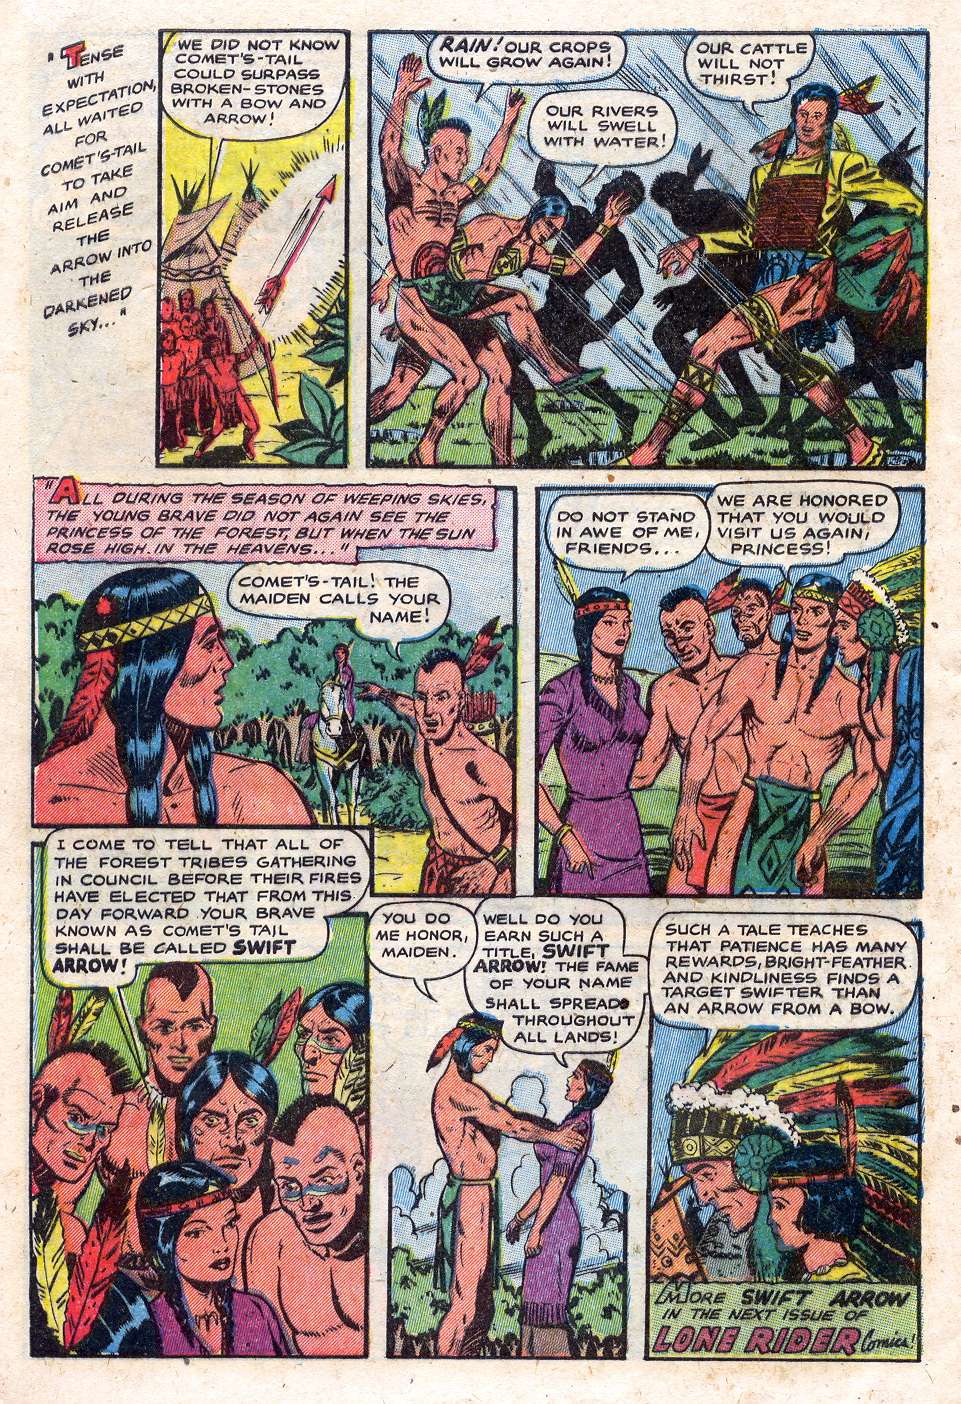 "TENSE
WITH
EXPECTATION,
ALL WAITED
FOR
COMET'S-TAIL
TO TAKE
AIM AND
RELEASE
THE
ARROW INTO
THE
DARKENED
SKY..."
WE DID NOT KNOW
COMET'S-TAIL
COULD SURPASS
BROKEN-STONES
WITH A BOW AND
ARROW!
RAIN! OUR CROPS
WILL GROW AGAIN!
OUR RIVERS
WILL SWELL
WITH WATER!
OUR CATTLE
WILL NOT
THIRST!
"ALL DURING THE SEASON OF WEEPING SKIES,
THE YOUNG BRAVE DID NOT AGAIN SEE THE
PRINCESS OF THE FOREST, BUT WHEN THE SUN
ROSE HIGH IN THE HEAVENS..."
COMET'S-TAIL! THE
MAIDEN CALLS YOUR
NAME!
DO NOT STAND
IN AWE OF ME,
FRIENDS...
WE ARE HONORED
THAT YOU WOULD
VISIT US AGAIN,
PRINCESS!
I COME TO TELL THAT ALL OF
THE FOREST TRIBES GATHERING
IN COUNCIL BEFORE THEIR FIRES
HAVE ELECTED THAT FROM THIS
DAY FORWARD YOUR BRAVE
KNOWN AS COMET'S TAIL
SHALL BE CALLED SWIFT
ARROW!
YOU DO
ME HONOR,
MAIDEN.
WELL DO YOU
EARN SUCH A
TITLE, SWIFT
ARROW! THE FAME
OF YOUR NAME
SHALL SPREAD
THROUGHOUT
ALL LANDS!
SUCH A TALE TEACHES
THAT PATIENCE HAS MANY
REWARDS, BRIGHT-FEATHER
AND KINDLINESS FINDS A
TARGET SWIFTER THAN
AN ARROW FROM A BOW.
MORE SWIFT ARROW
IN THE NEXT ISSUE OF
LONE RIDER Comics!